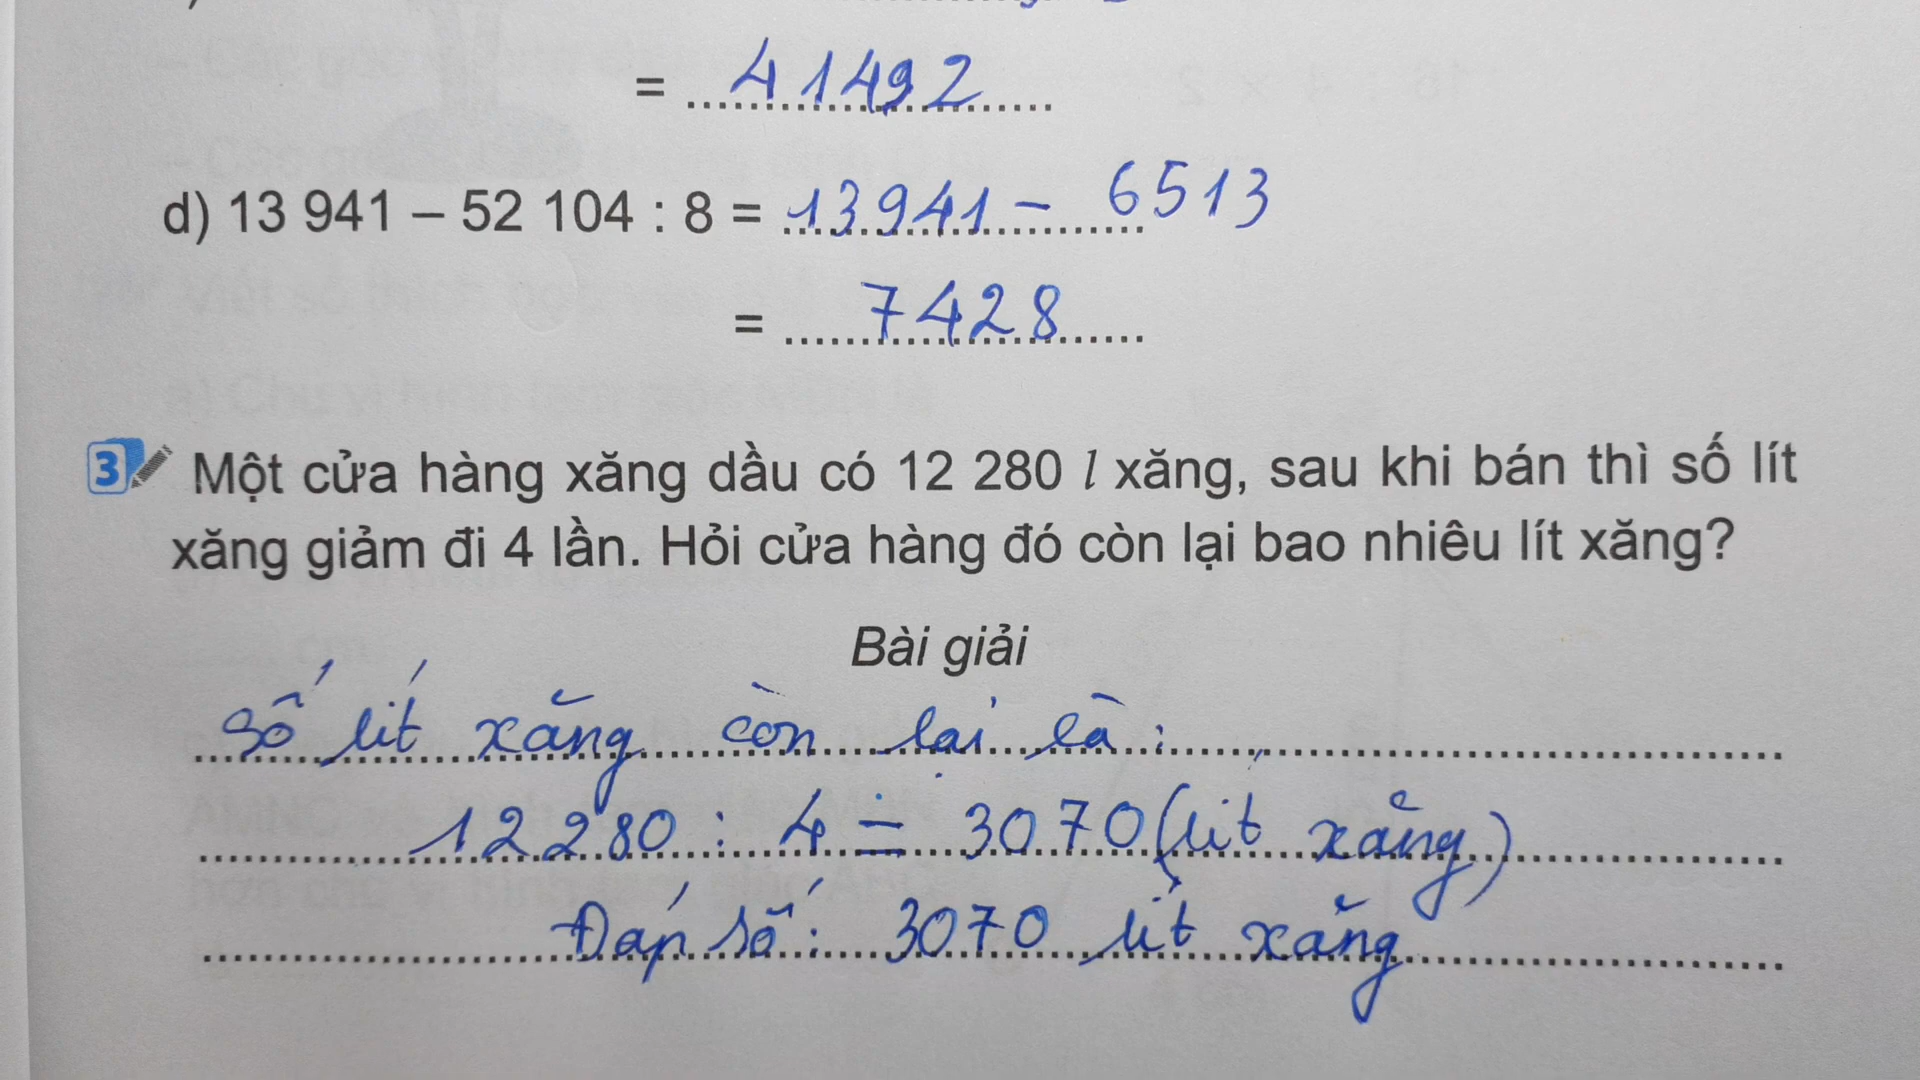 = 41492
d) 13 941 – 52 104 : 8 = 13941 – 6513
= 7428
3 Một cửa hàng xăng dầu có 12 280 l xăng, sau khi bán thì số lít
xăng giảm đi 4 lần. Hỏi cửa hàng đó còn lại bao nhiêu lít xăng?
Bài giải
Số lít xăng còn lại là :
12280 : 4 = 3070 (lít xăng)
Đáp số : 3070 lít xăng